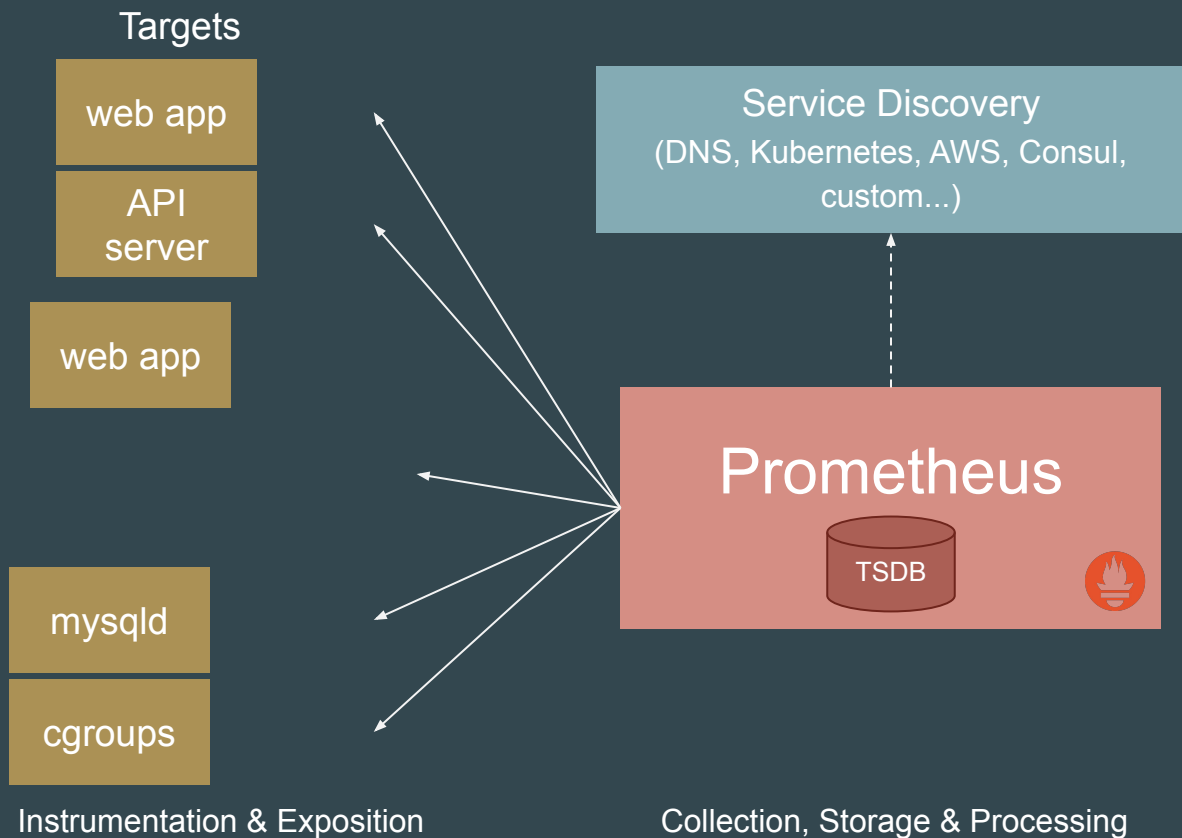 Targets
web app
API
server
web app
mysqld
cgroups
Instrumentation & Exposition
Service Discovery
(DNS, Kubernetes, AWS, Consul,
custom...)
Prometheus
TSDB
Collection, Storage & Processing